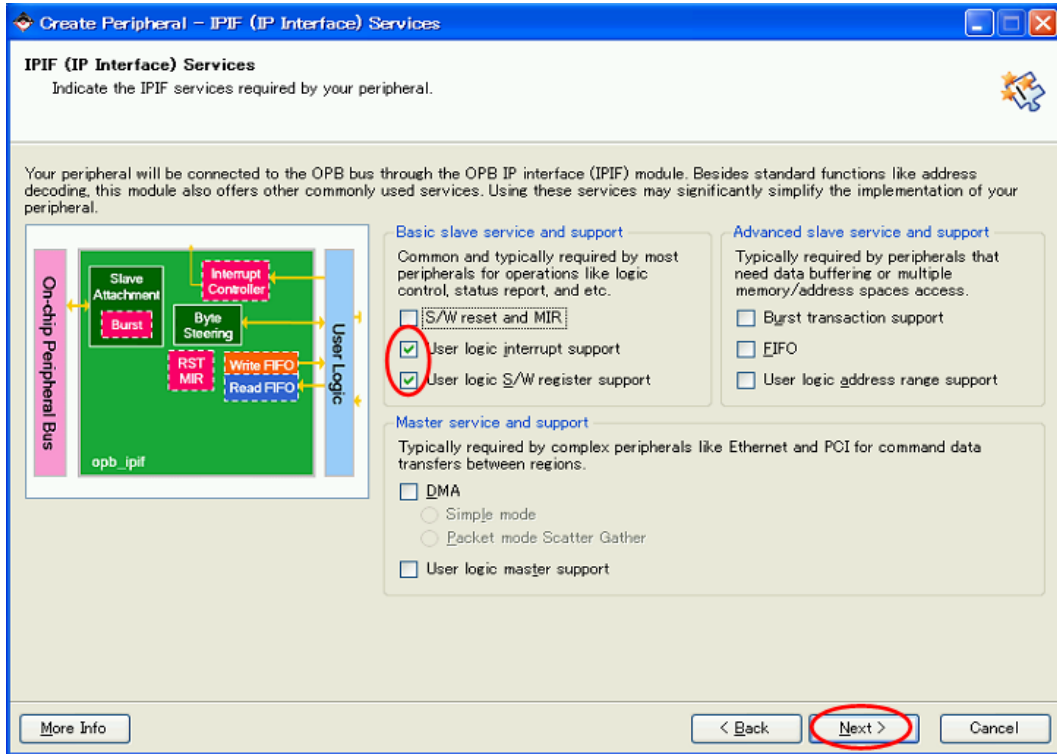 Create Peripheral - IPIF (IP Interface) Services
IPIF (IP Interface) Services
Indicate the IPIF services required by your peripheral.
Your peripheral will be connected to the OPB bus through the OPB IP interface (IPIF) module. Besides standard functions like address
decoding, this module also offers other commonly used services. Using these services may significantly simplify the implementation of your
peripheral.
On-chip Peripheral Bus
Slave
Attachment
Burst
Interrupt
Controller
Byte
Steering
RST
MIR
Write FIFO
Read FIFO
User Logic
opb_ipif
Basic slave service and support
Common and typically required by most
peripherals for operations like logic
control, status report, and etc.
S/W reset and MIR
User logic interrupt support
User logic S/W register support
Advanced slave service and support
Typically required by peripherals that
need data buffering or multiple
memory/address spaces access.
Burst transaction support
FIFO
User logic address range support
Master service and support
Typically required by complex peripherals like Ethernet and PCI for command data
transfers between regions.
DMA
Simple mode
Packet mode Scatter Gather
User logic master support
More Info
< Back
Next >
Cancel